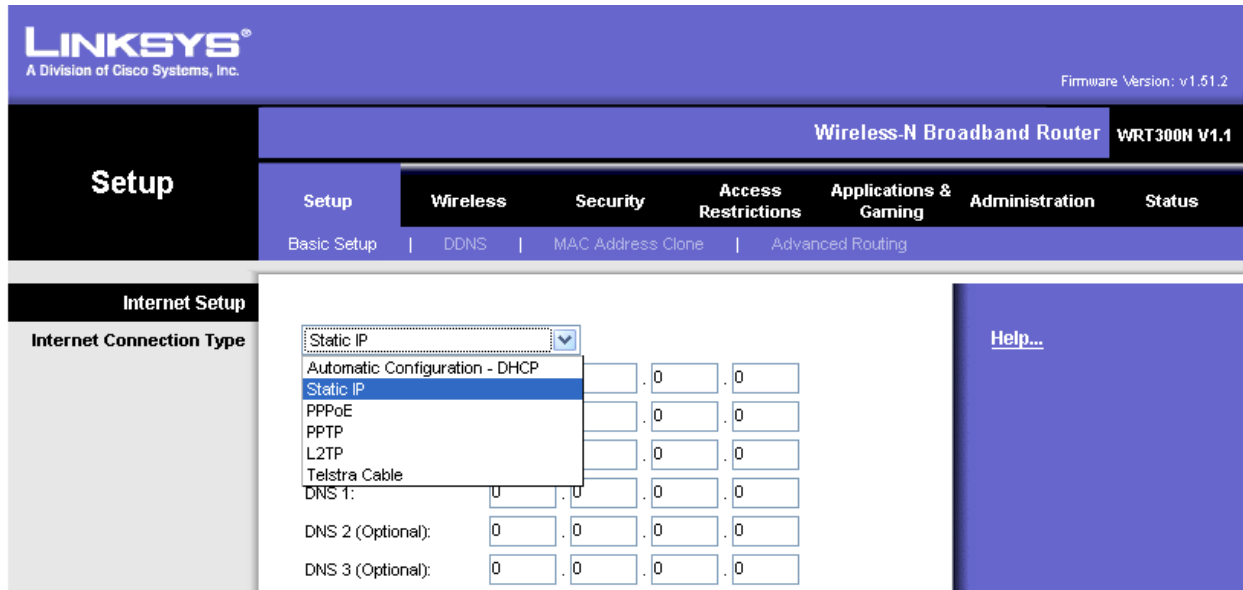 LINKSYS®
A Division of Cisco Systems, Inc.
Firmware Version: v1.51.2
Wireless-N Broadband Router WRT300N V1.1
Setup
Setup Wireless Security Access Restrictions Applications & Gaming Administration Status
Basic Setup | DDNS | MAC Address Clone | Advanced Routing
Internet Setup
Internet Connection Type
Static IP
Help...
Automatic Configuration - DHCP
Static IP
PPPoE
PPTP
L2TP
Telstra Cable
. 0 . 0
. 0 . 0
. 0 . 0
DNS 1: 0 . 0 . 0 . 0
DNS 2 (Optional): 0 . 0 . 0 . 0
DNS 3 (Optional): 0 . 0 . 0 . 0